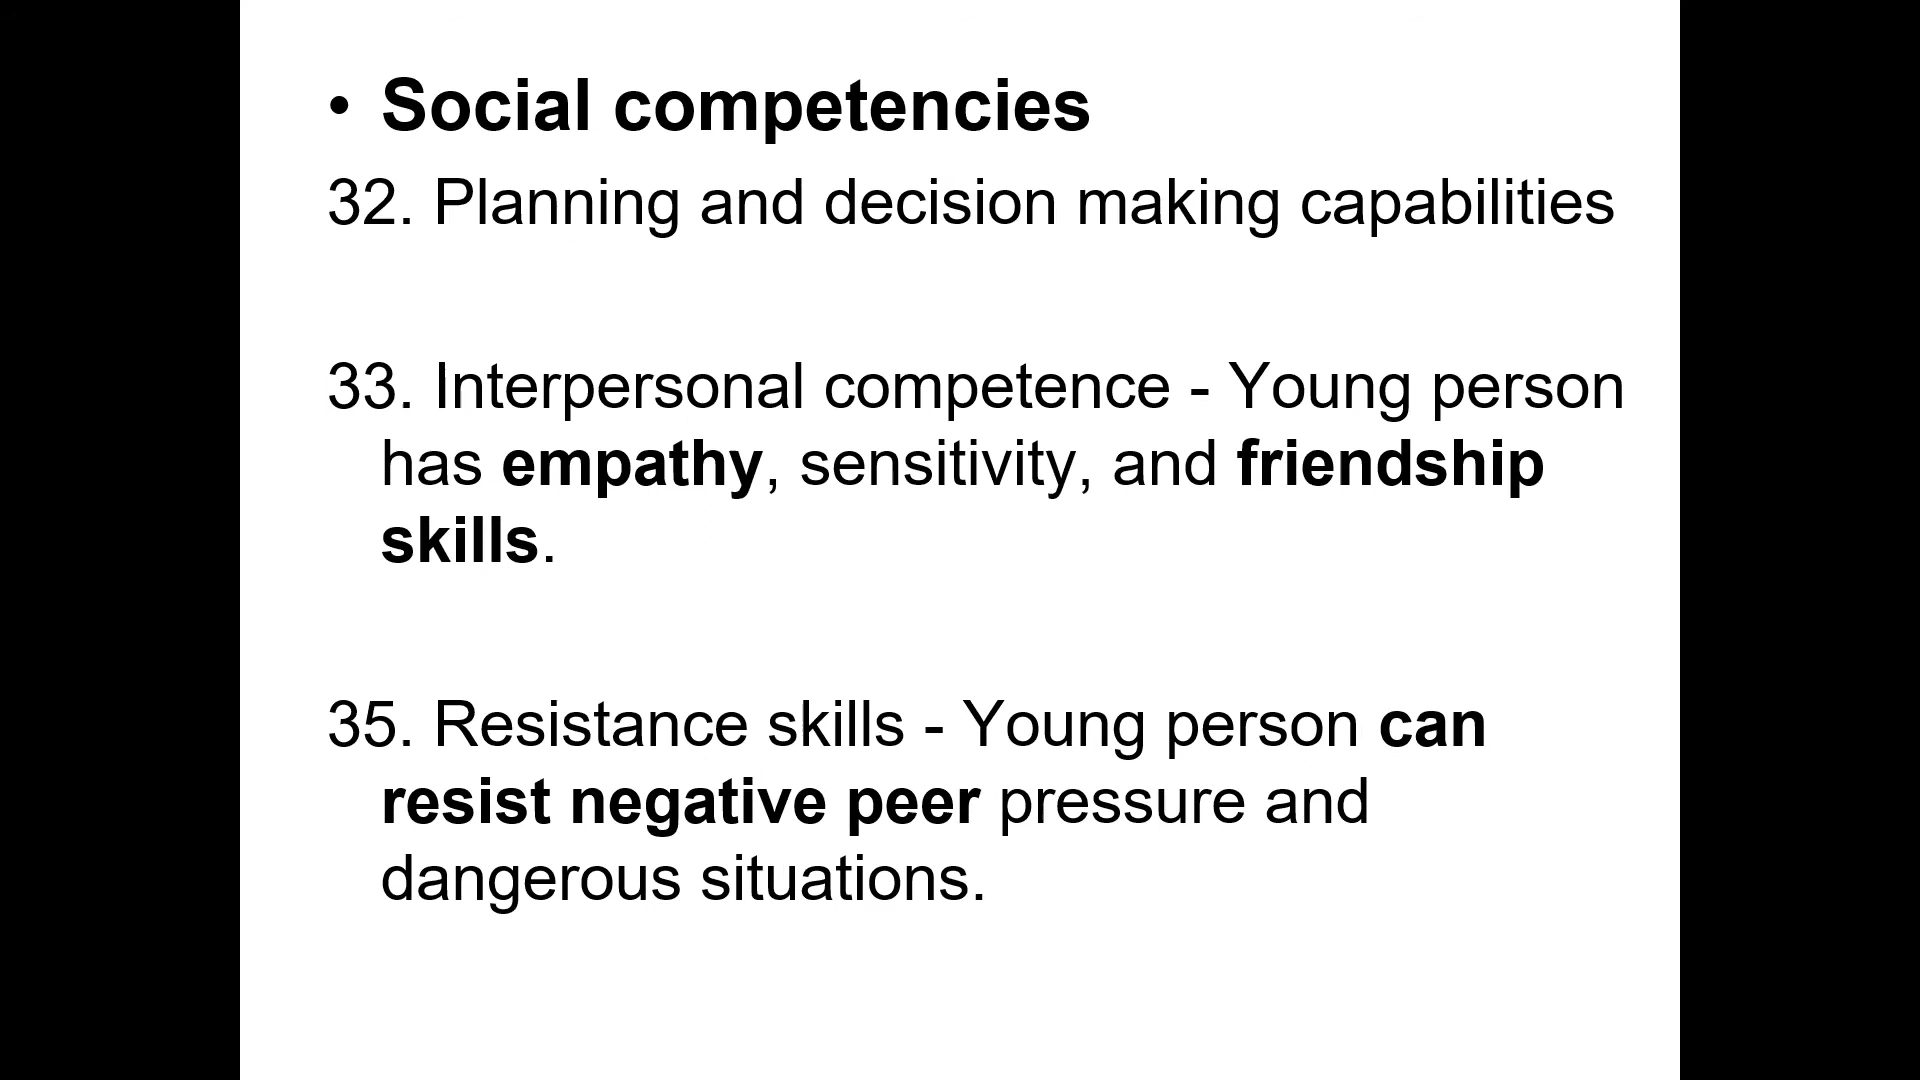 • Social competencies
32. Planning and decision making capabilities
33. Interpersonal competence - Young person
has empathy, sensitivity, and friendship
skills.
35. Resistance skills - Young person can
resist negative peer pressure and
dangerous situations.